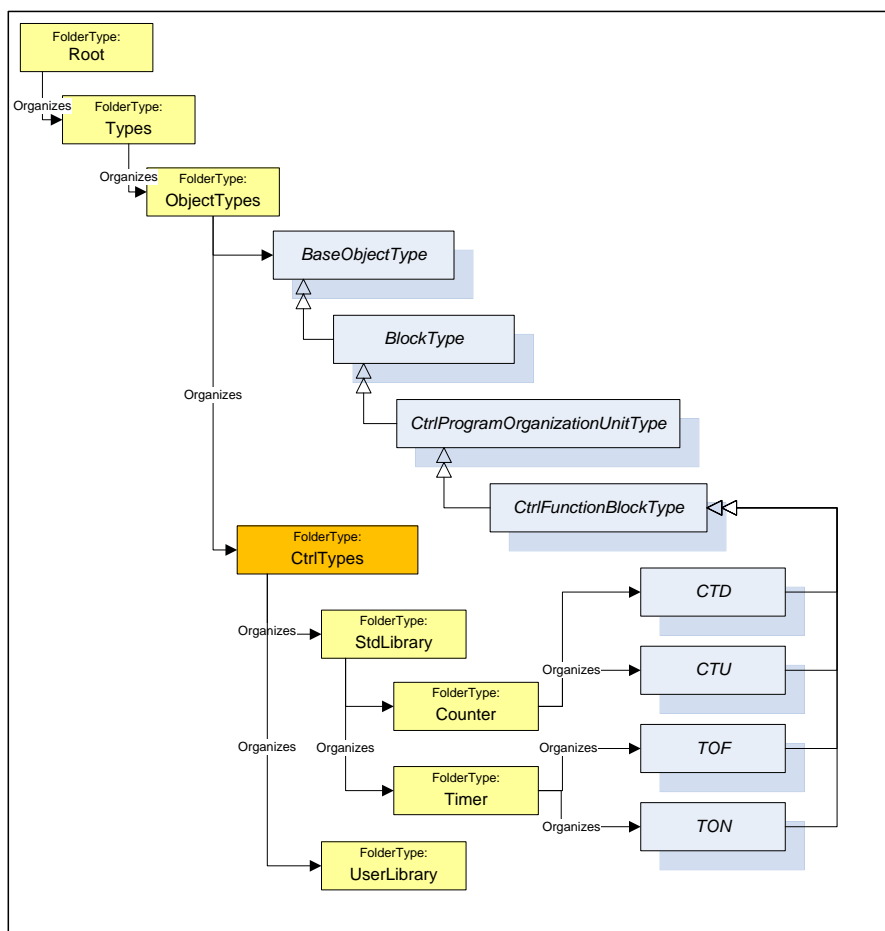 FolderType:
Root
Organizes
FolderType:
Types
Organizes
FolderType:
ObjectTypes
BaseObjectType
BlockType
Organizes
CtrlProgramOrganizationUnitType
CtrlFunctionBlockType
FolderType:
CtrlTypes
CTD
FolderType:
StdLibrary
Organizes
Organizes
CTU
FolderType:
Counter
Organizes
Organizes
Organizes
TOF
FolderType:
Timer
Organizes
TON
FolderType:
UserLibrary